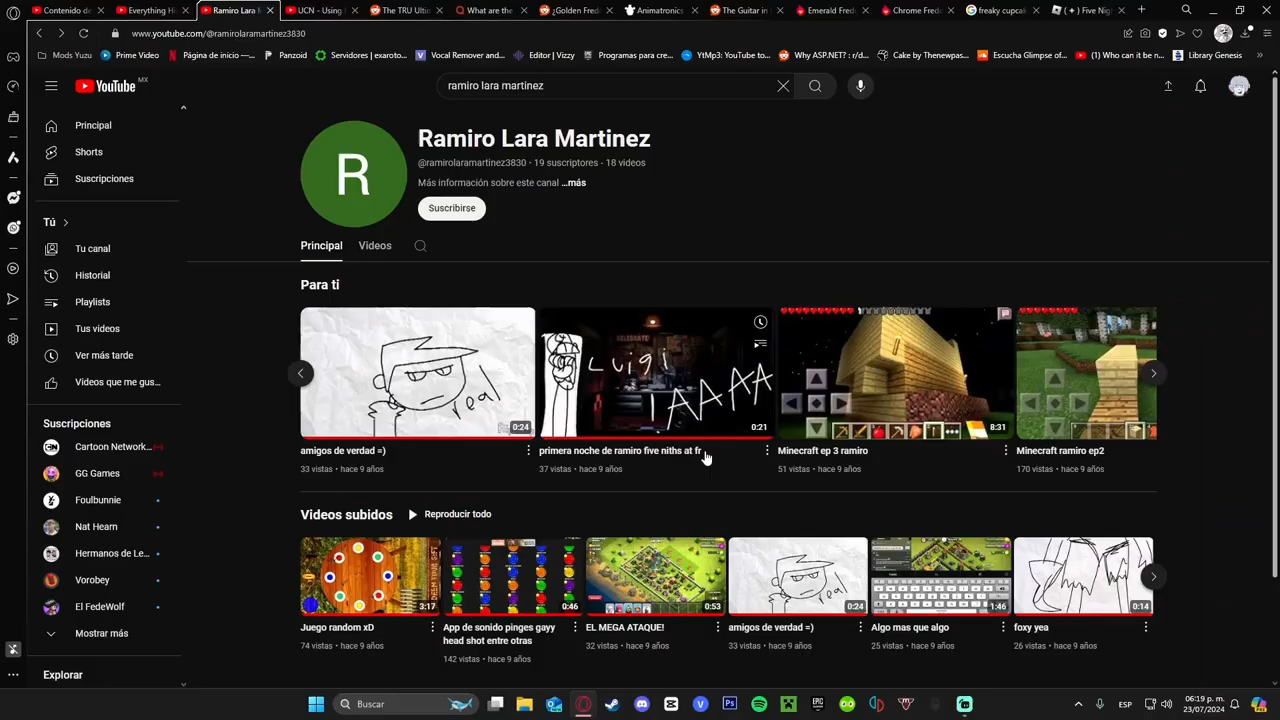 Contenido de
Everything H
Ramiro Lara M
UCN - Using
The TRU Ultim
What are the
¿Golden Fredd
Animatronics
The Guitar in
Emerald Fredd
Chrome Fredd
freaky cupcak
( ✦ ) Five Nigh
www.youtube.com/@ramirolaramartinez3830
Mods Yuzu
Prime Video
Página de inicio —...
Panzoid
Servidores | exarooto...
Vocal Remover and...
Editor | Vizzy
Programas para crea...
YtMp3: YouTube to...
Why ASP.NET? : r/d...
Cake by Thenewpas...
Escucha Glimpse of...
(1) Who can it be n...
Library Genesis
YouTube MX
ramiro lara martinez
Principal
Shorts
Suscripciones
Tú
Tu canal
Historial
Playlists
Tus videos
Ver más tarde
Videos que me gus...
Suscripciones
Cartoon Network...
GG Games
Foulbunnie
Nat Hearn
Hermanos de Le...
Vorobey
El FedeWolf
Mostrar más
Explorar
R
Ramiro Lara Martinez
@ramirolaramartinez3830 · 19 suscriptores · 18 videos
Más información sobre este canal ...más
Suscribirse
Principal
Videos
Para ti
real
0:24
amigos de verdad =)
33 vistas • hace 9 años
CELEBRATE!
Luigi
IAAAA
0:21
primera noche de ramiro five niths at fr
37 vistas • hace 9 años
8:31
Minecraft ep 3 ramiro
51 vistas • hace 9 años
Minecraft ramiro ep2
170 vistas • hace 9 años
Videos subidos
Reproducir todo
3:17
Juego random xD
74 vistas • hace 9 años
0:46
App de sonido pinges gayy
head shot entre otras
142 vistas • hace 9 años
0:53
EL MEGA ATAQUE!
32 vistas • hace 9 años
real
0:24
amigos de verdad =)
33 vistas • hace 9 años
1:46
Algo mas que algo
25 vistas • hace 9 años
0:14
foxy yea
26 vistas • hace 9 años
Buscar
ESP
06:19 p. m.
23/07/2024